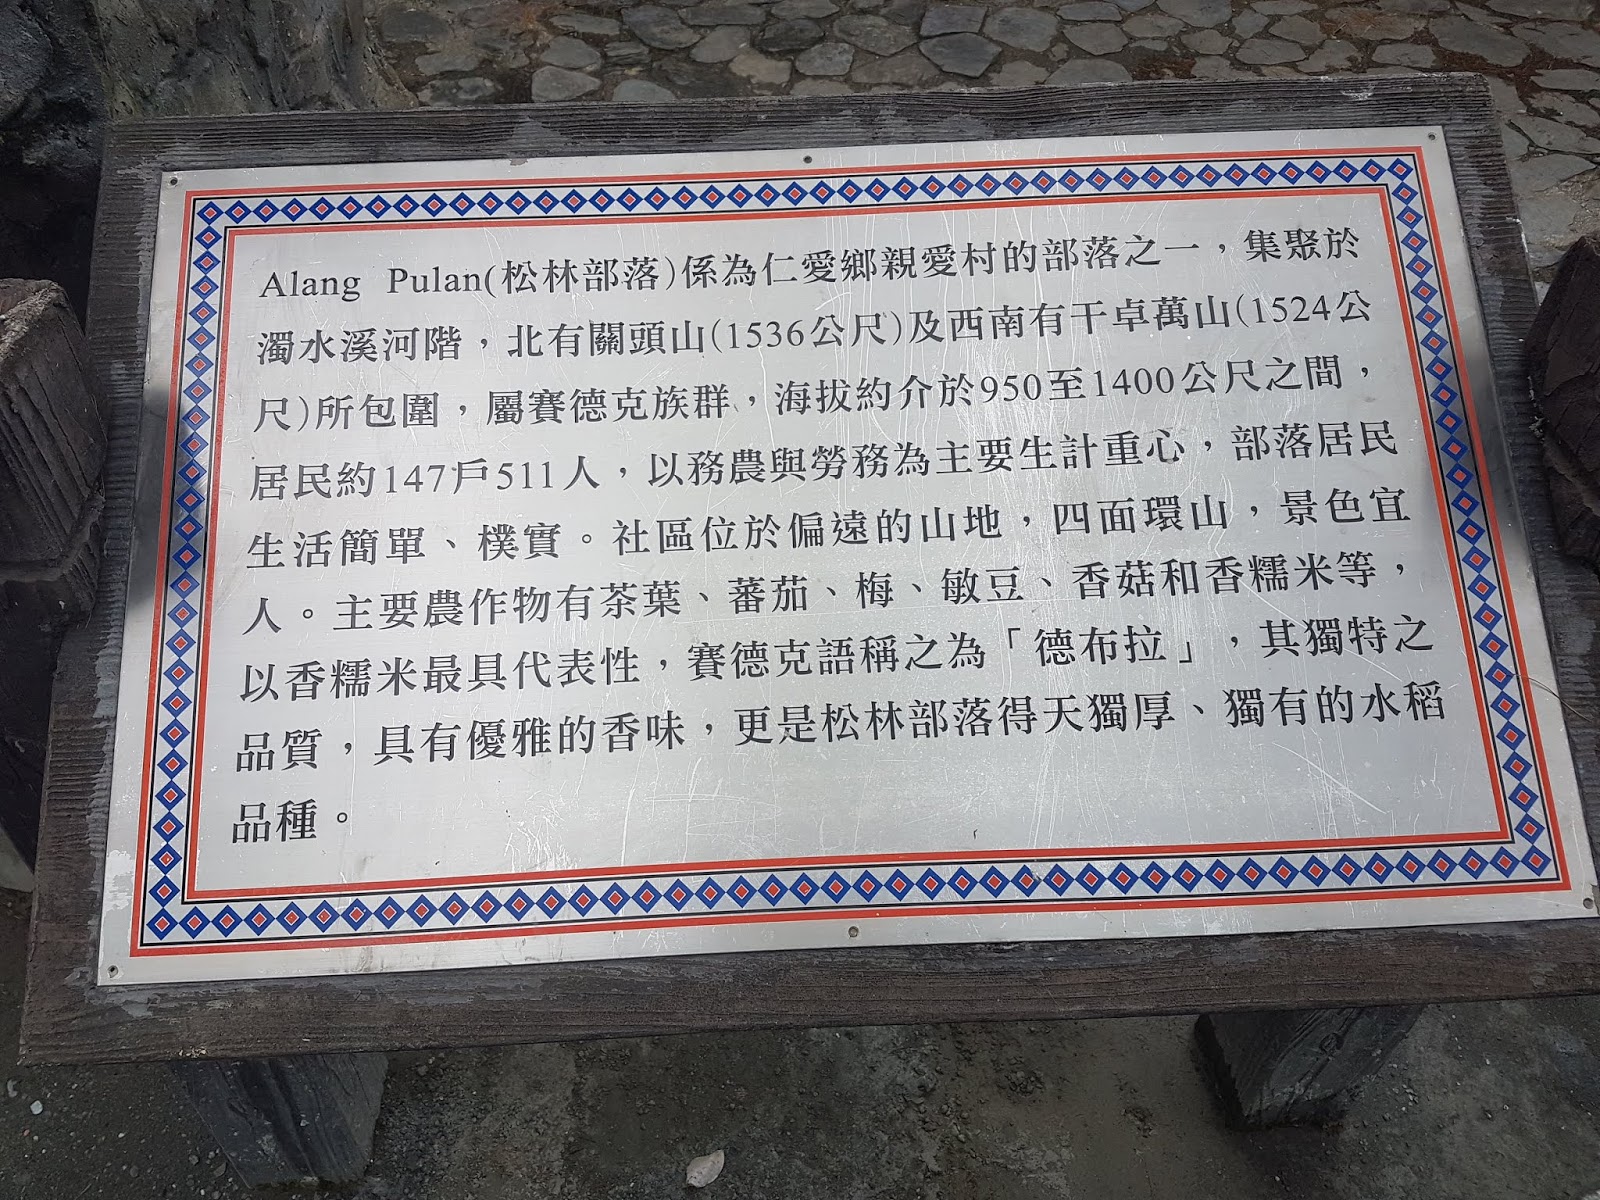 Alang Pulan(松林部落)係為仁愛鄉親愛村的部落之一，集聚於
濁水溪河階，北有關頭山(1536公尺)及西南有干卓萬山(1524公
尺)所包圍，屬賽德克族群，海拔約介於950至1400公尺之間，
居民約147戶511人，以務農與勞務為主要生計重心，部落居民
生活簡單、樸實。社區位於偏遠的山地，四面環山，景色宜
人。主要農作物有茶葉、蕃茄、梅、敏豆、香菇和香糯米等，
以香糯米最具代表性，賽德克語稱之為「德布拉」，其獨特之
品質，具有優雅的香味，更是松林部落得天獨厚、獨有的水稻
品種。